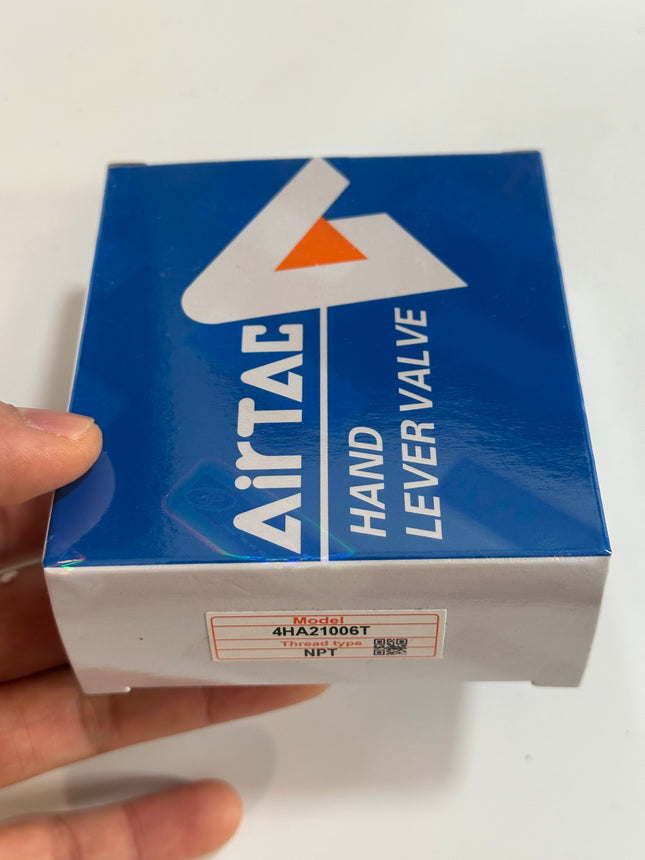 AirTAC
HAND
LEVER VALVE
Model
4HA21006T
Thread type
NPT